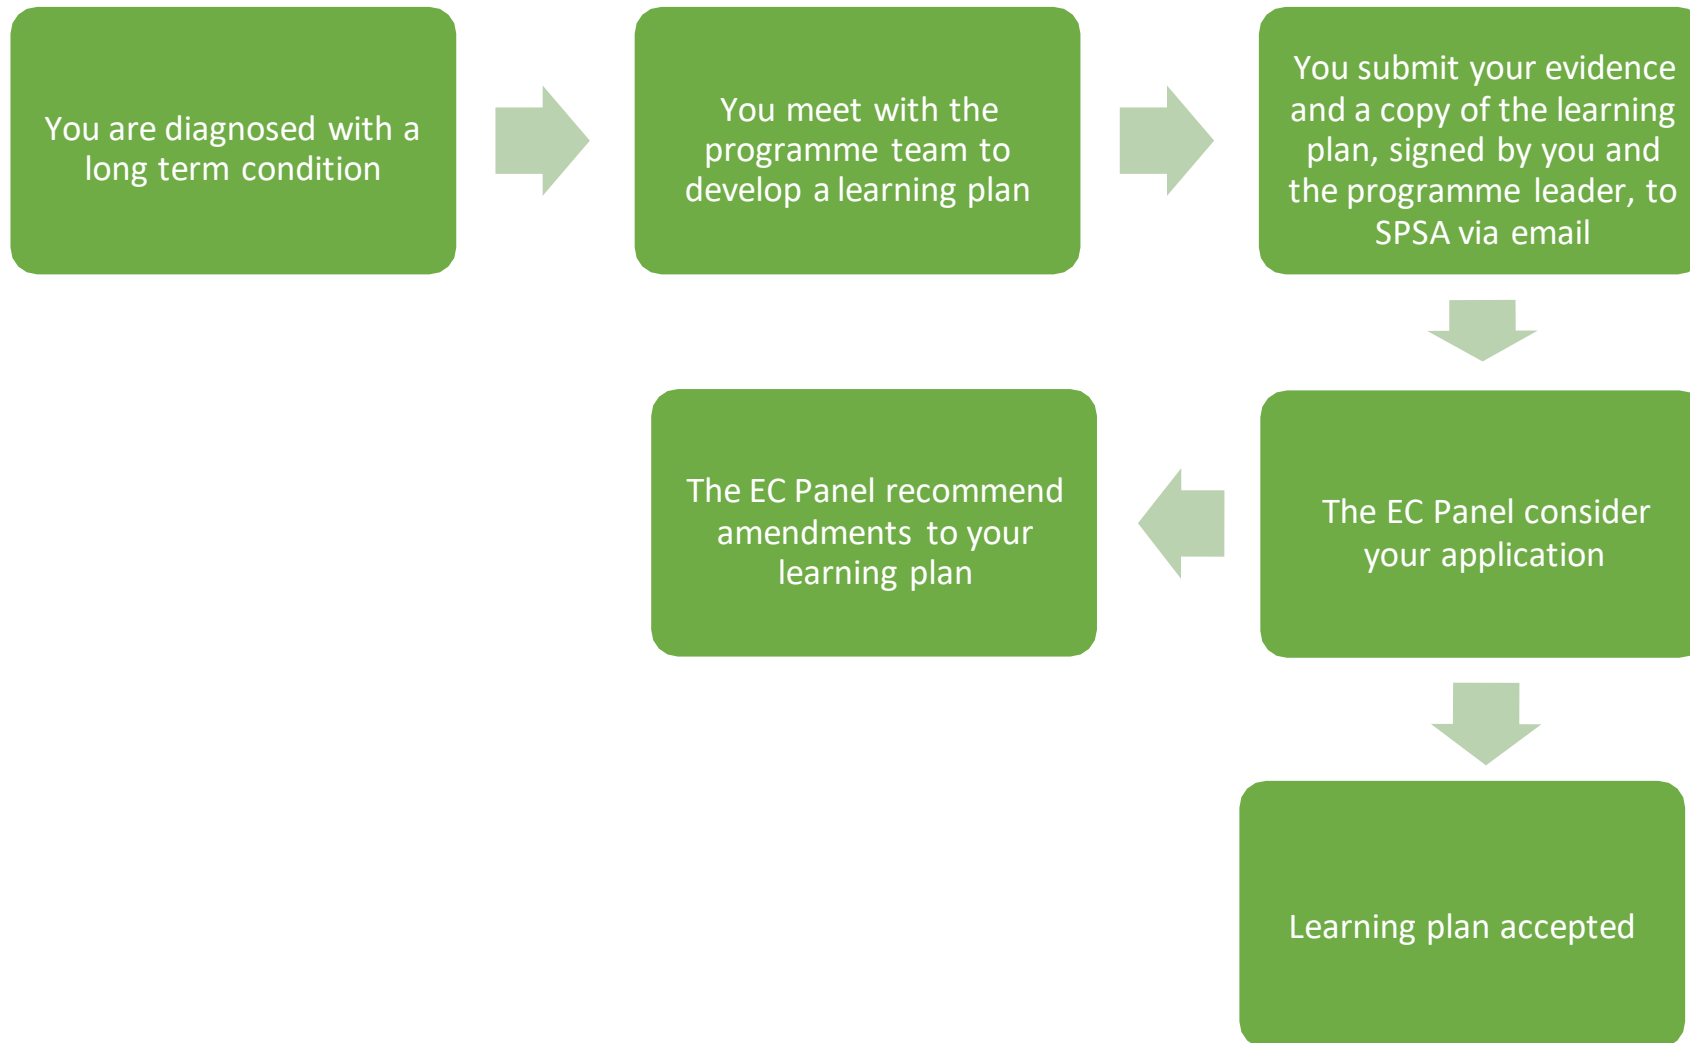 You are diagnosed with a
long term condition
You meet with the
programme team to
develop a learning plan
You submit your evidence
and a copy of the learning
plan, signed by you and
the programme leader, to
SPSA via email
The EC Panel recommend
amendments to your
learning plan
The EC Panel consider
your application
Learning plan accepted